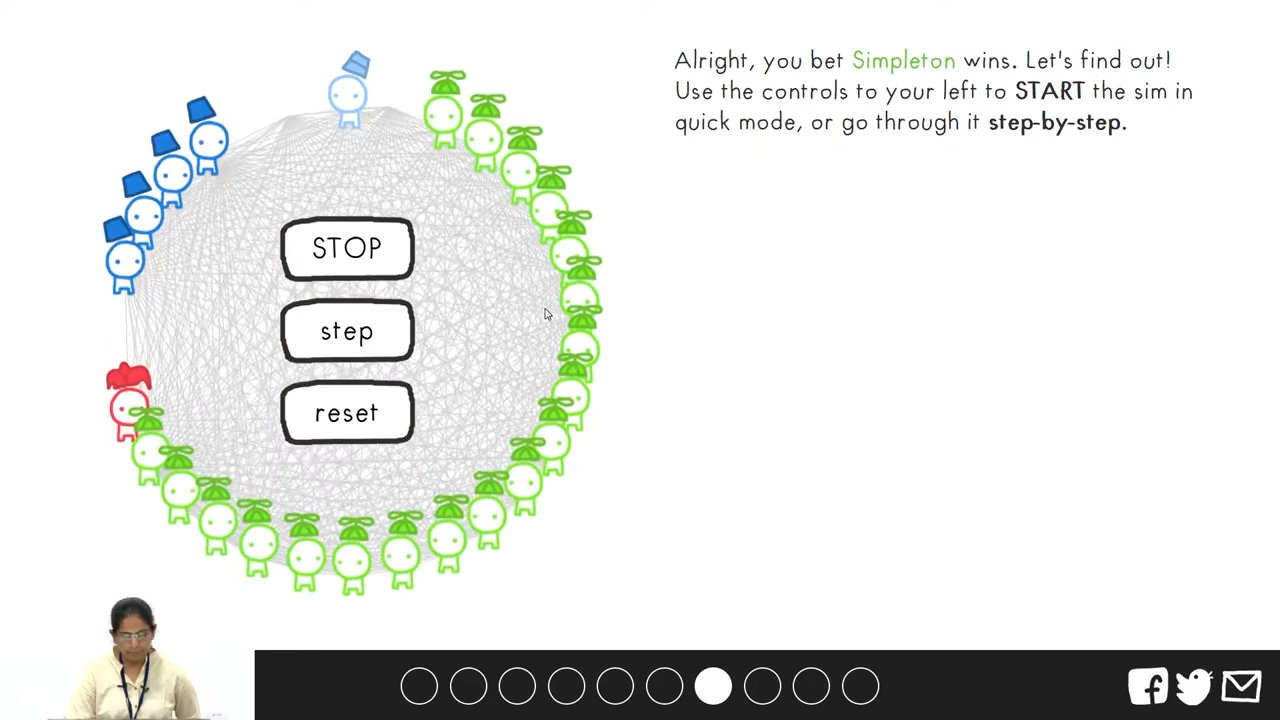 Alright, you bet Simpleton wins. Let's find out!
Use the controls to your left to START the sim in
quick mode, or go through it step-by-step.
STOP
step
reset